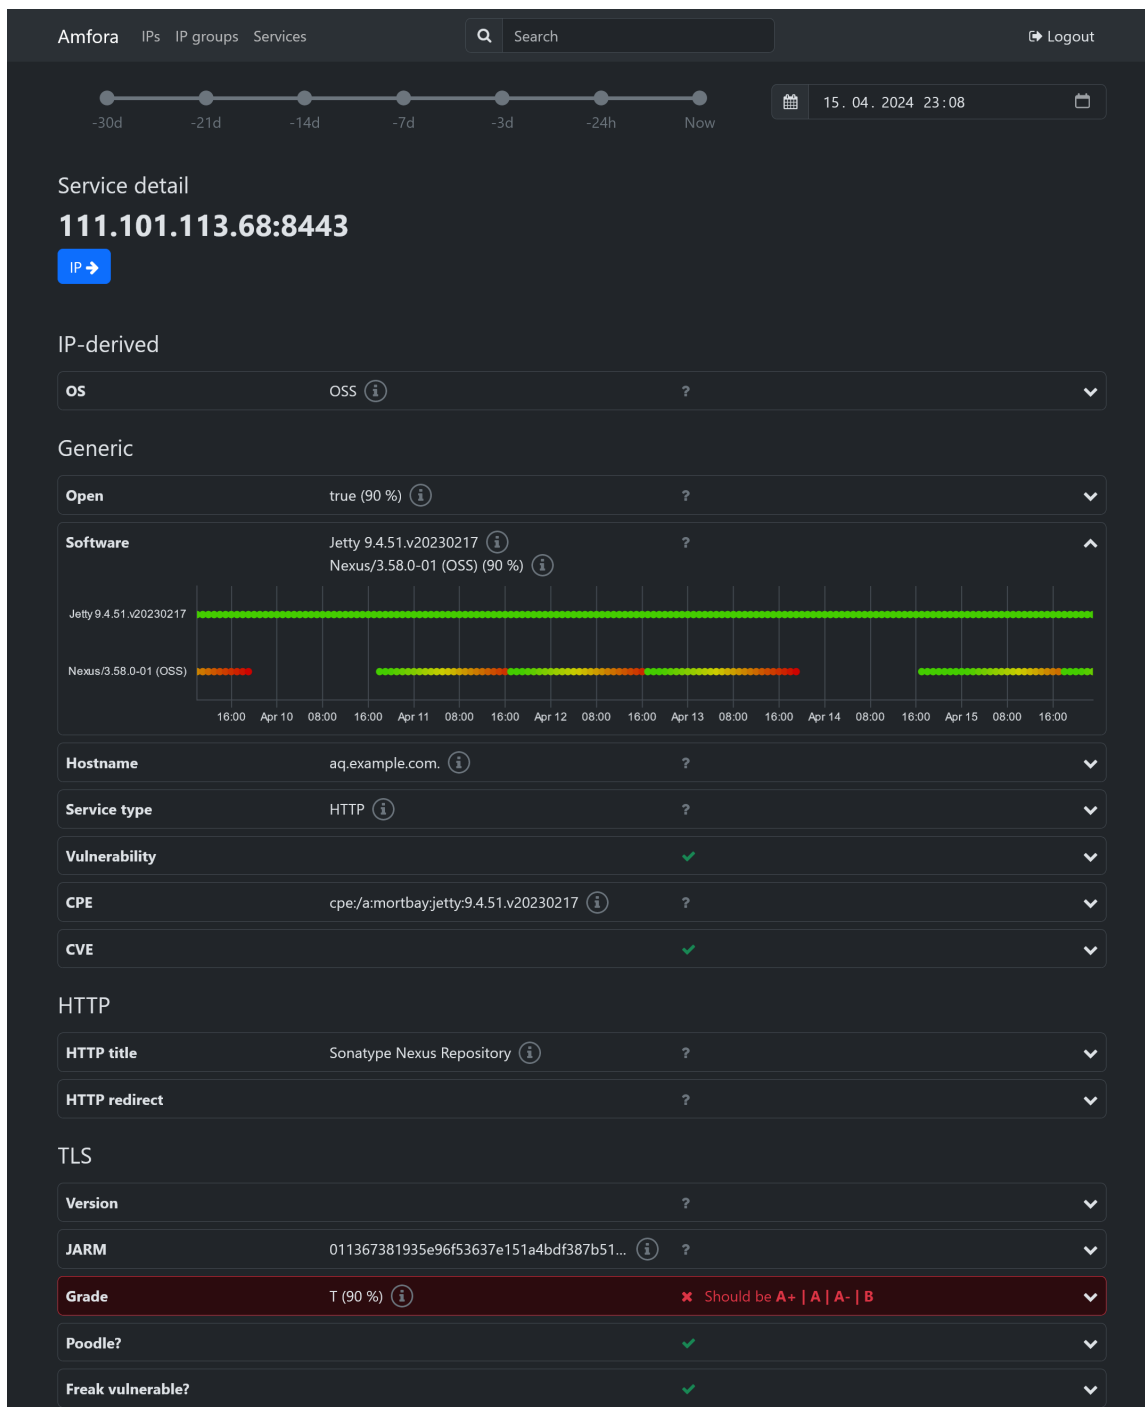 Amfora IPs IP groups Services Search Logout
-30d -21d -14d -7d -3d -24h Now 15. 04. 2024 23:08
Service detail
111.101.113.68:8443
IP
IP-derived
OS OSS ?
Generic
Open true (90 %) ?
Software Jetty 9.4.51.v20230217 ?
Nexus/3.58.0-01 (OSS) (90 %)
Jetty 9.4.51.v20230217
Nexus/3.58.0-01 (OSS)
16:00 Apr 10 08:00 16:00 Apr 11 08:00 16:00 Apr 12 08:00 16:00 Apr 13 08:00 16:00 Apr 14 08:00 16:00 Apr 15 08:00 16:00
Hostname aq.example.com. ?
Service type HTTP ?
Vulnerability
CPE cpe:/a:mortbay:jetty:9.4.51.v20230217 ?
CVE
HTTP
HTTP title Sonatype Nexus Repository ?
HTTP redirect ?
TLS
Version ?
JARM 011367381935e96f53637e151a4bdf387b51... ?
Grade T (90 %) Should be A+ | A | A- | B
Poodle?
Freak vulnerable?